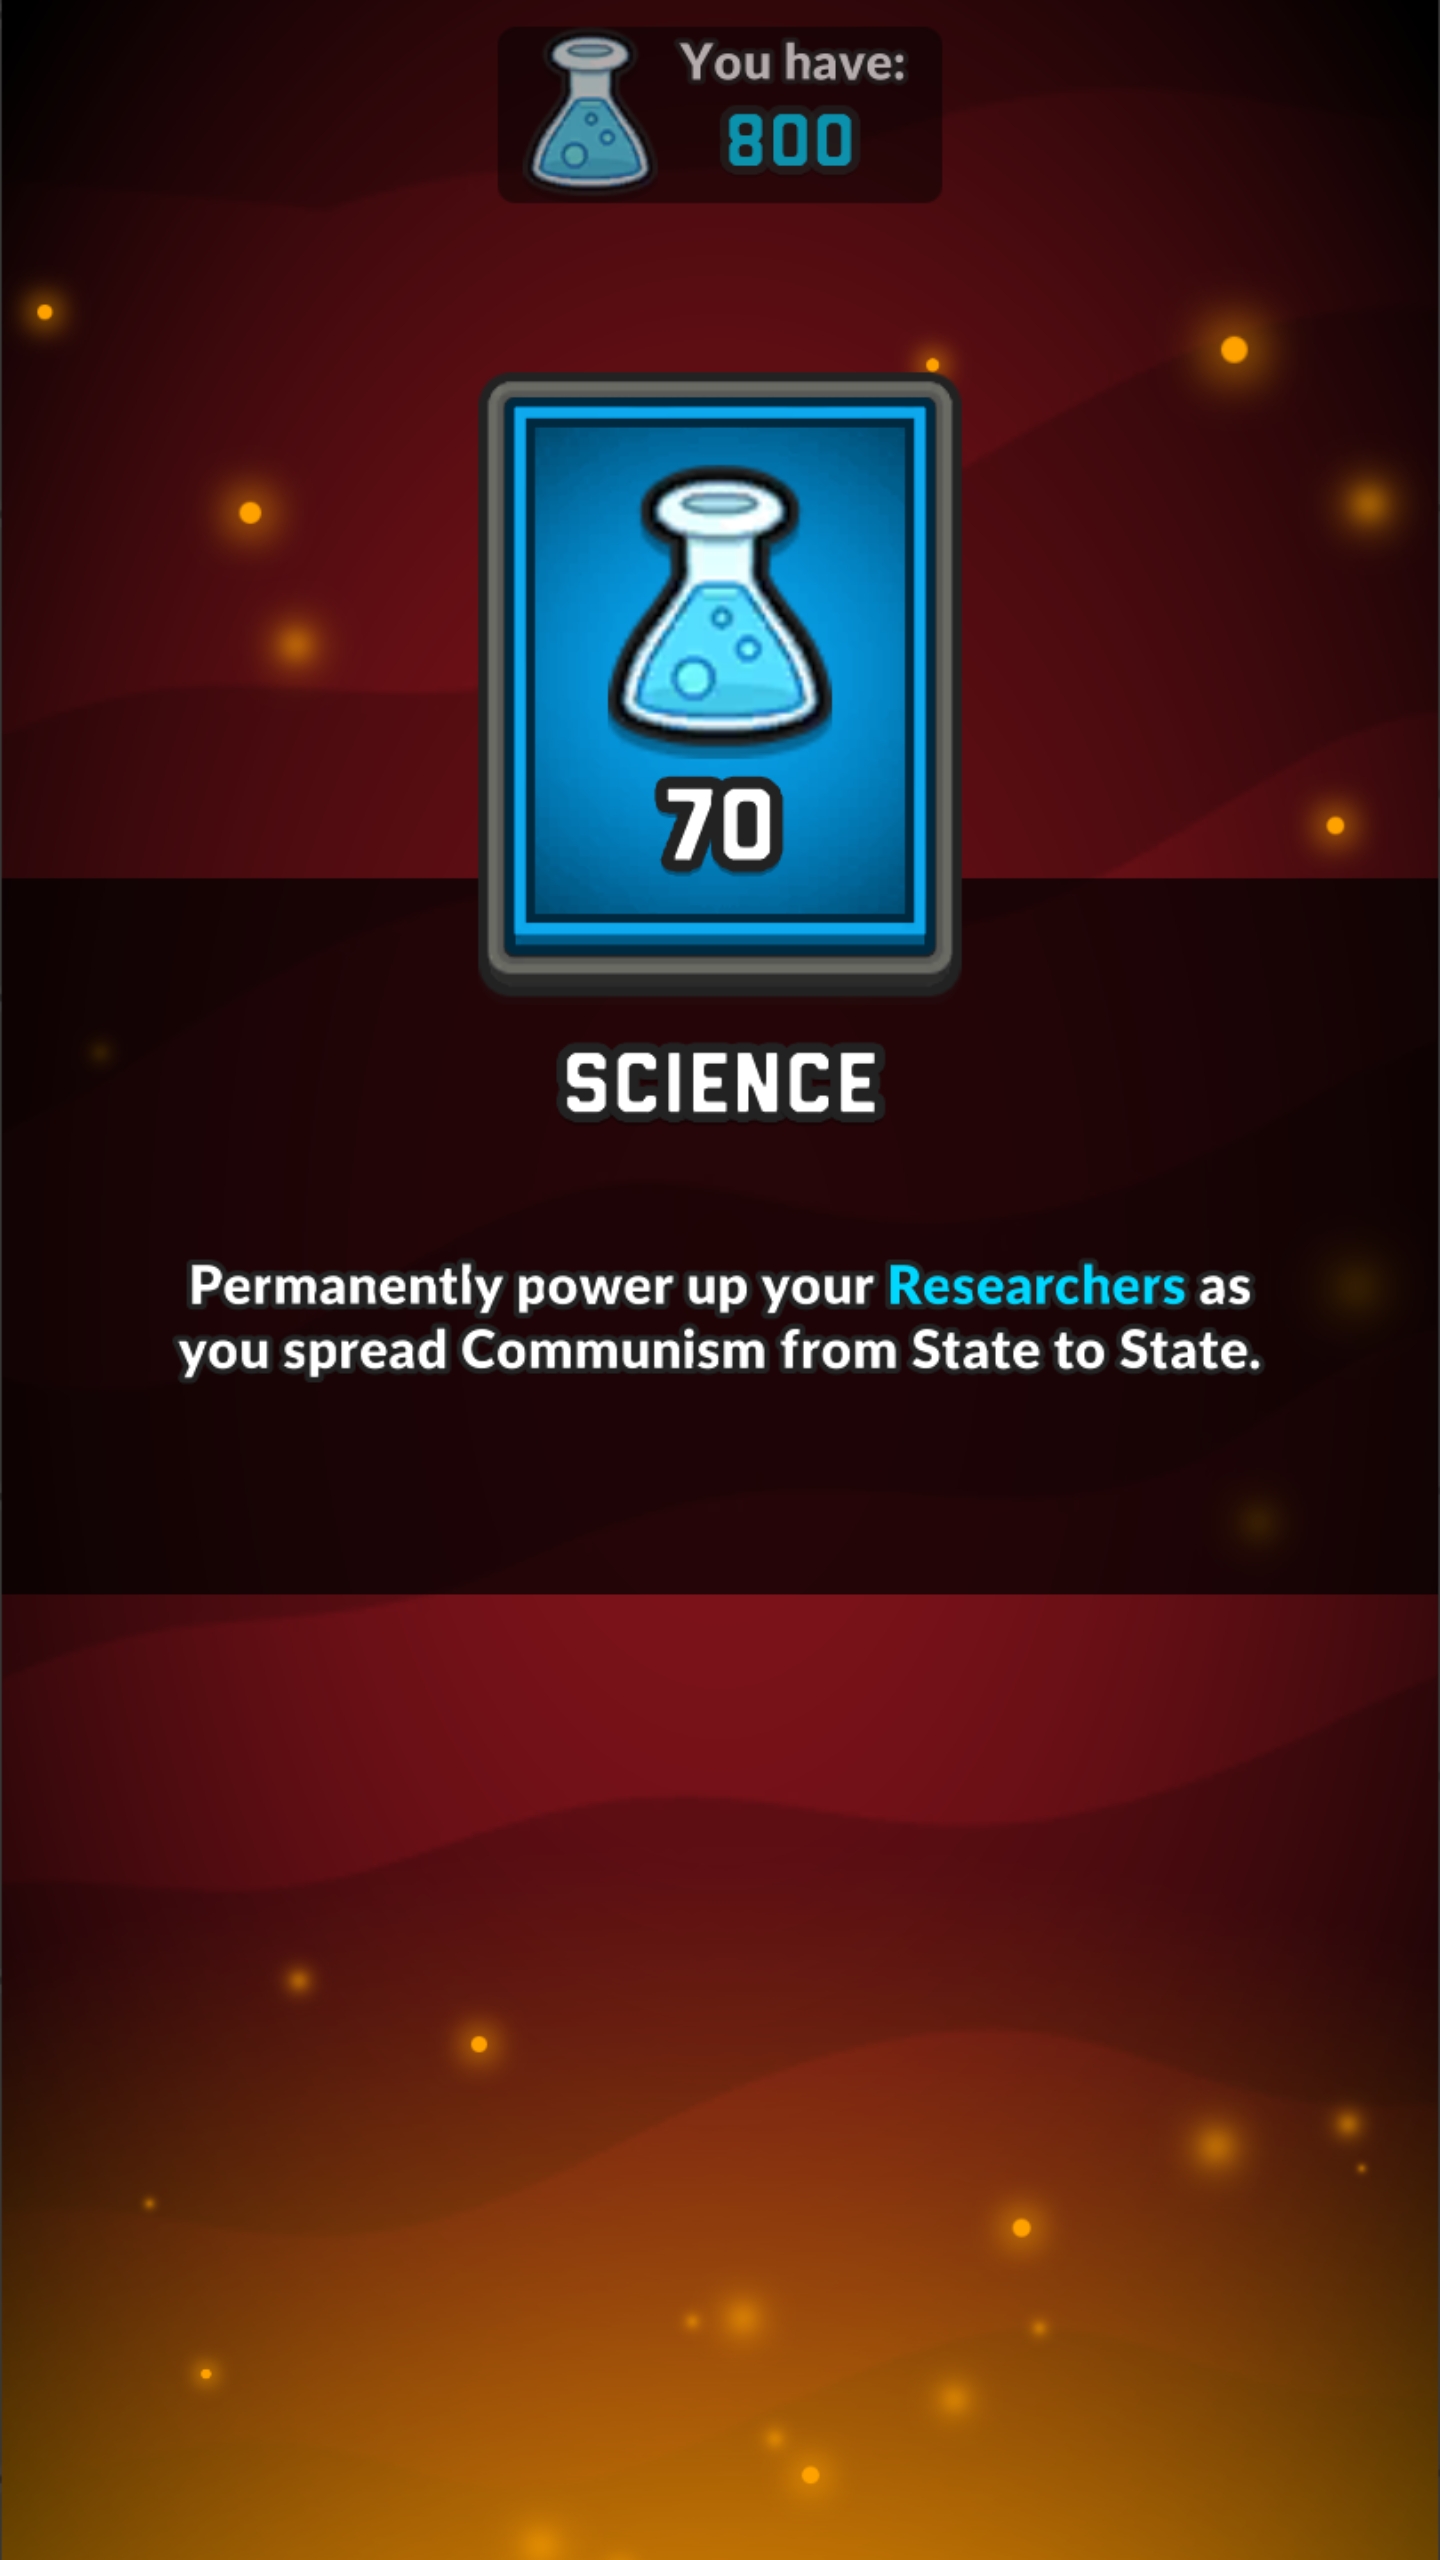 You have:
800
70
SCIENCE
Permanently power up your Researchers as
you spread Communism from State to State.